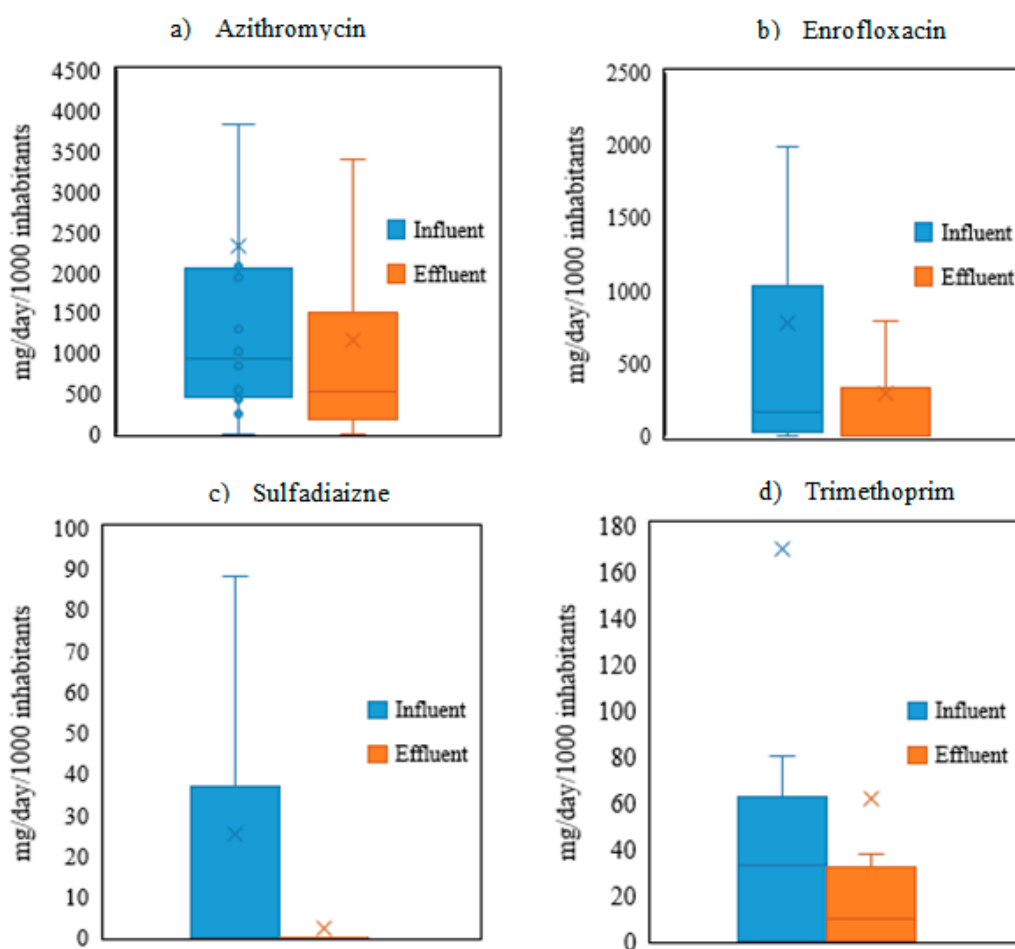 a) Azithromycin
mg/day/1000 inhabitants
4500
4000
3500
3000
2500
2000
1500
1000
500
0
Influent
Effluent
b) Enrofloxacin
mg/day/1000 inhabitants
2500
2000
1500
1000
500
0
Influent
Effluent
c) Sulfadiaizne
mg/day/1000 inhabitants
100
90
80
70
60
50
40
30
20
10
0
Influent
Effluent
d) Trimethoprim
mg/day/1000 inhabitants
180
160
140
120
100
80
60
40
20
0
Influent
Effluent